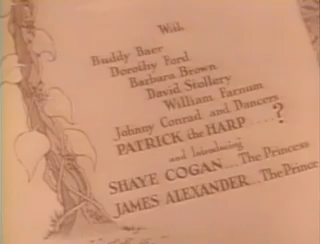 With
Buddy Baer
Dorothy Ford
Barbara Brown
David Stollery
William Farnum
Johnny Conrad and Dancers
PATRICK the HARP ..... ?
and Introducing
SHAYE COGAN .... The Princess
JAMES ALEXANDER .. The Prince